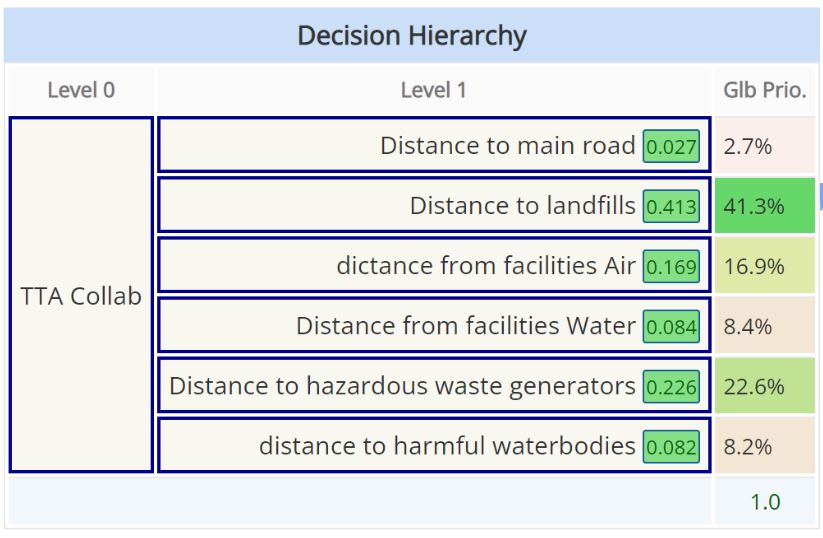 Decision Hierarchy
Level 0 Level 1 Glb Prio.
Distance to main road 0.027 2.7%
Distance to landfills 0.413 41.3%
dictance from facilities Air 0.169 16.9%
TTA Collab
Distance from facilities Water 0.084 8.4%
Distance to hazardous waste generators 0.226 22.6%
distance to harmful waterbodies 0.082 8.2%
1.0